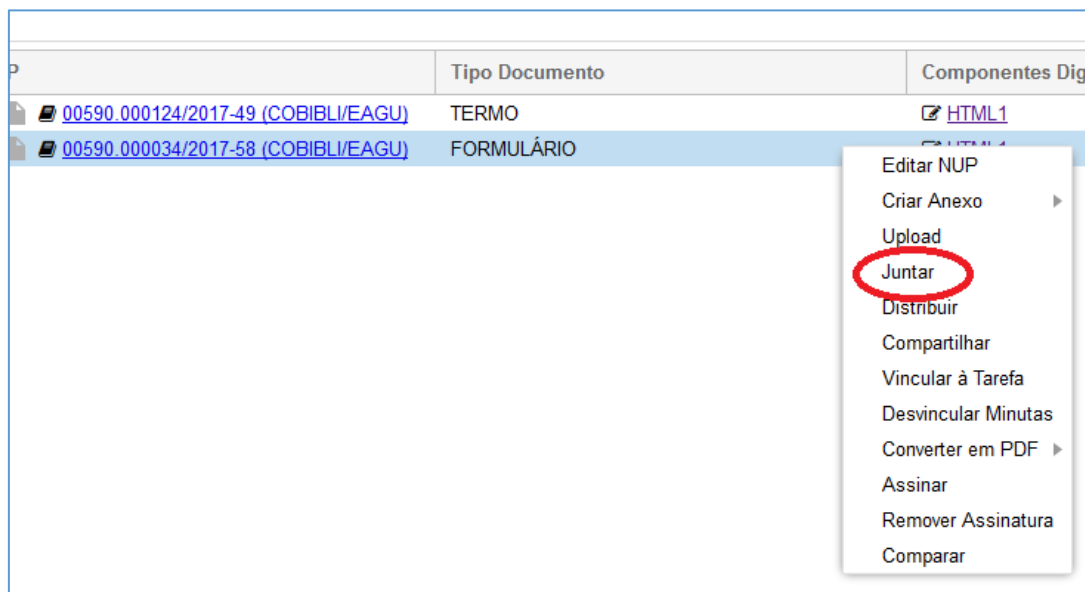 P Tipo Documento Componentes Dig
00590.000124/2017-49 (COBIBLI/EAGU) TERMO HTML1
00590.000034/2017-58 (COBIBLI/EAGU) FORMULÁRIO HTML1
Editar NUP
Criar Anexo
Upload
Juntar
Distribuir
Compartilhar
Vincular à Tarefa
Desvincular Minutas
Converter em PDF
Assinar
Remover Assinatura
Comparar